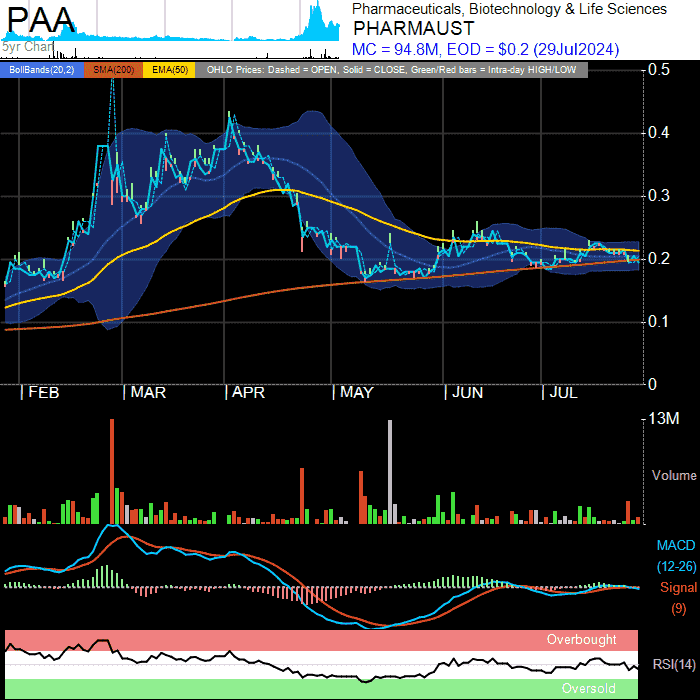 PAA
Pharmaceuticals, Biotechnology & Life Sciences
PHARMAUST
5yr Chart
MC = 94.8M, EOD = $0.2 (29Jul2024)
BollBands(20,2) SMA(200) EMA(50) OHLC Prices: Dashed = OPEN, Solid = CLOSE, Green/Red bars = Intra-day HIGH/LOW
0.5
0.4
0.3
0.2
0.1
0
FEB MAR APR MAY JUN JUL
13M
Volume
MACD
(12-26)
Signal
(9)
Overbought
RSI(14)
Oversold